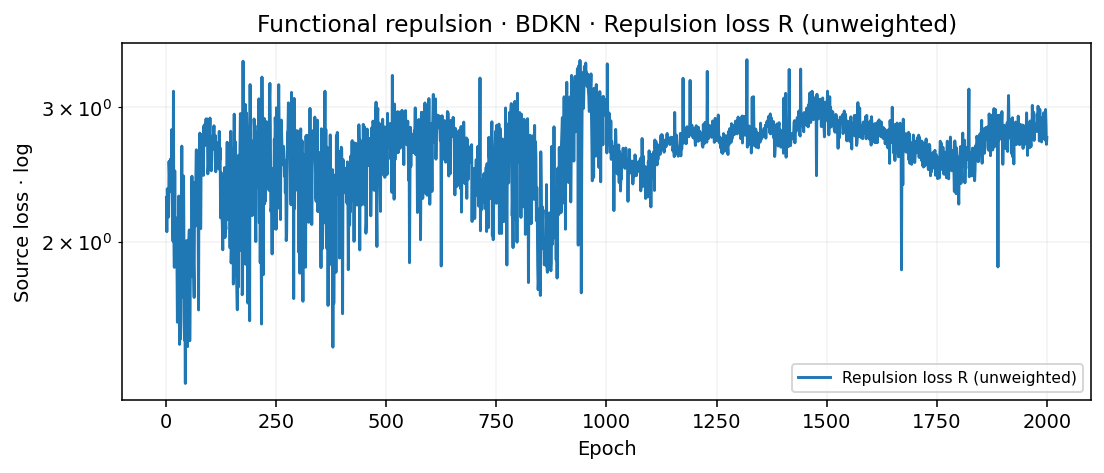 Functional repulsion · BDKN · Repulsion loss R (unweighted)
Source loss · log
3 × 10⁰
2 × 10⁰
Repulsion loss R (unweighted)
0 250 500 750 1000 1250 1500 1750 2000
Epoch